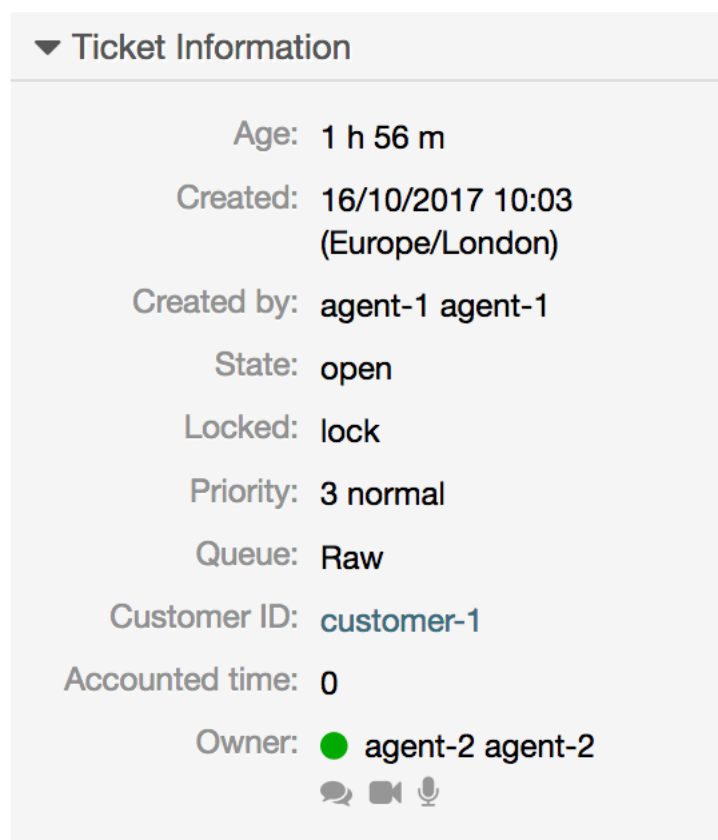 Ticket Information
Age: 1 h 56 m
Created: 16/10/2017 10:03
(Europe/London)
Created by: agent-1 agent-1
State: open
Locked: lock
Priority: 3 normal
Queue: Raw
Customer ID: customer-1
Accounted time: 0
Owner: agent-2 agent-2